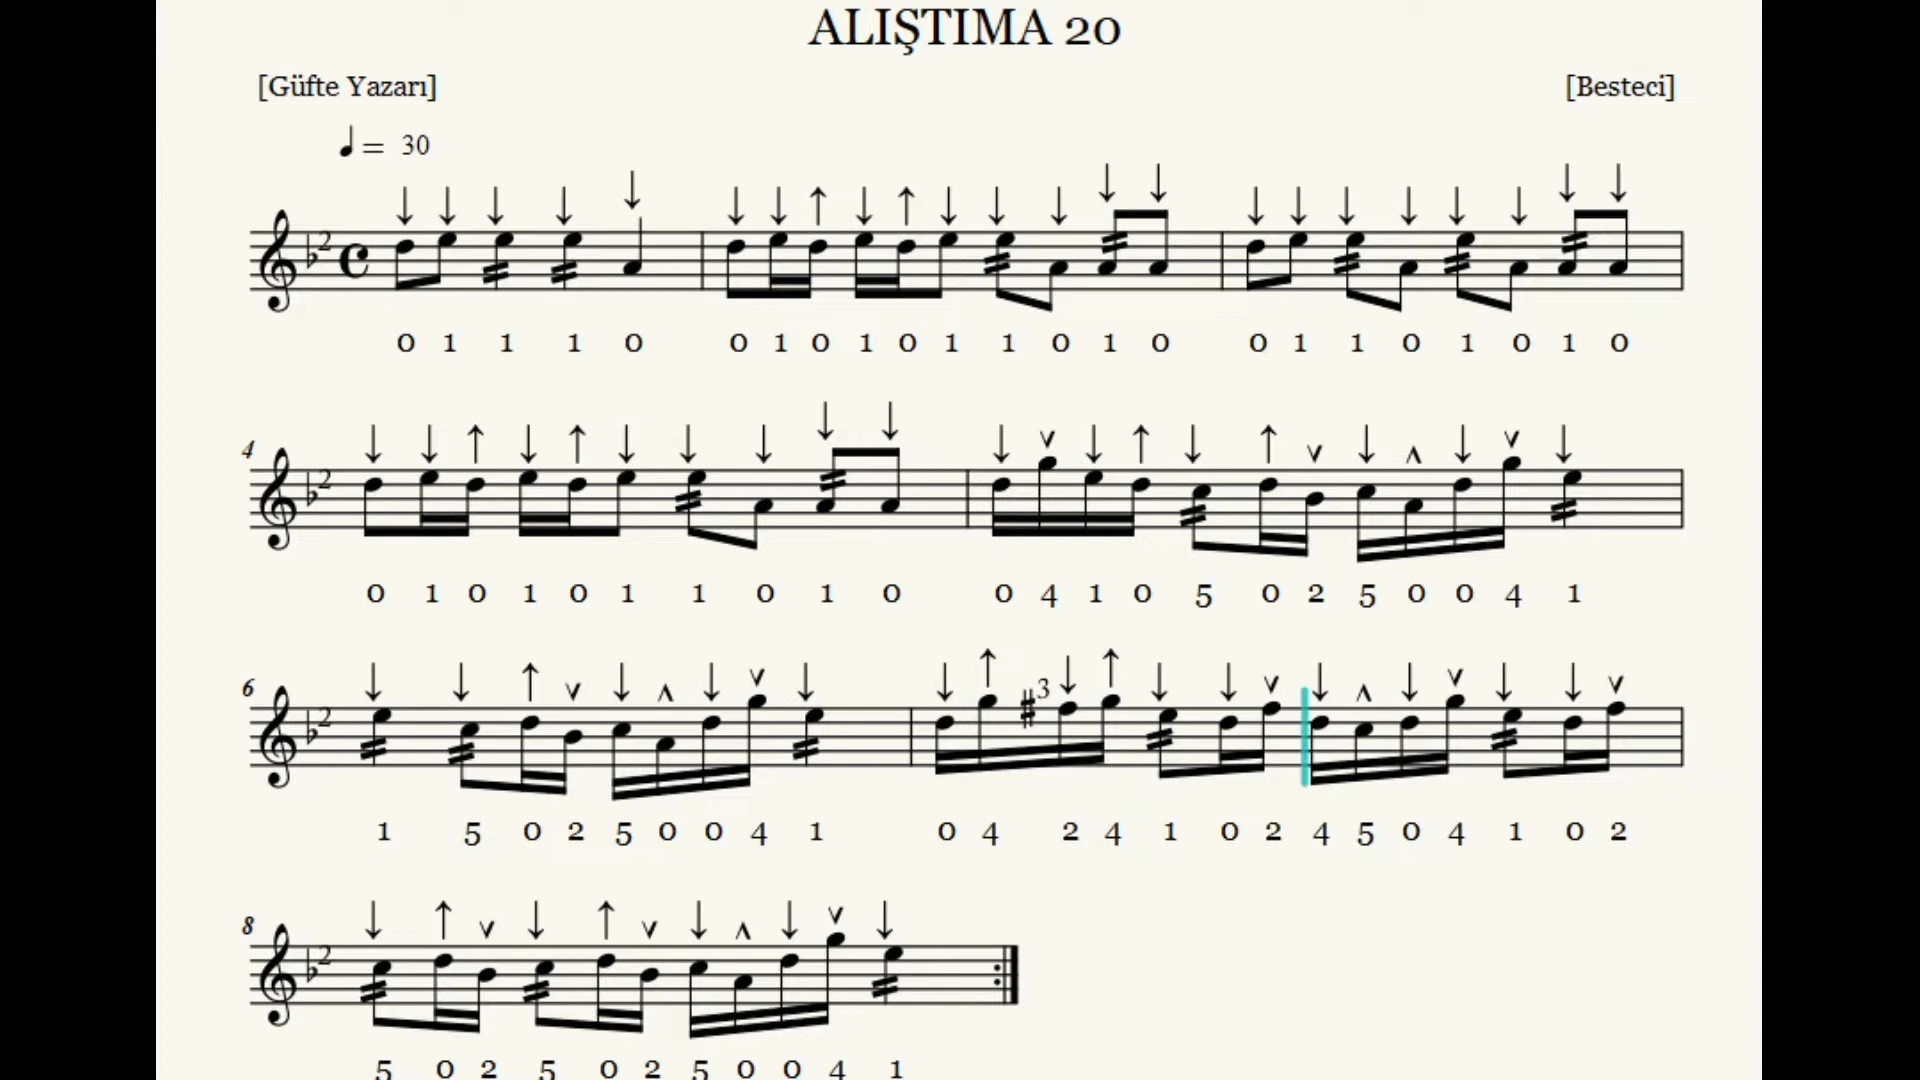 ALIŞTIMA 20
[Güfte Yazarı] [Besteci]
= 30
2
0 1 1 1 0 0 1 0 1 0 1 1 0 1 0 0 1 1 0 1 0 1 0
4
2
0 1 0 1 0 1 1 0 1 0 0 4 1 0 5 0 2 5 0 0 4 1
6
2 3
1 5 0 2 5 0 0 4 1 0 4 2 4 1 0 2 4 5 0 4 1 0 2
8
2
5 0 2 5 0 2 5 0 0 4 1